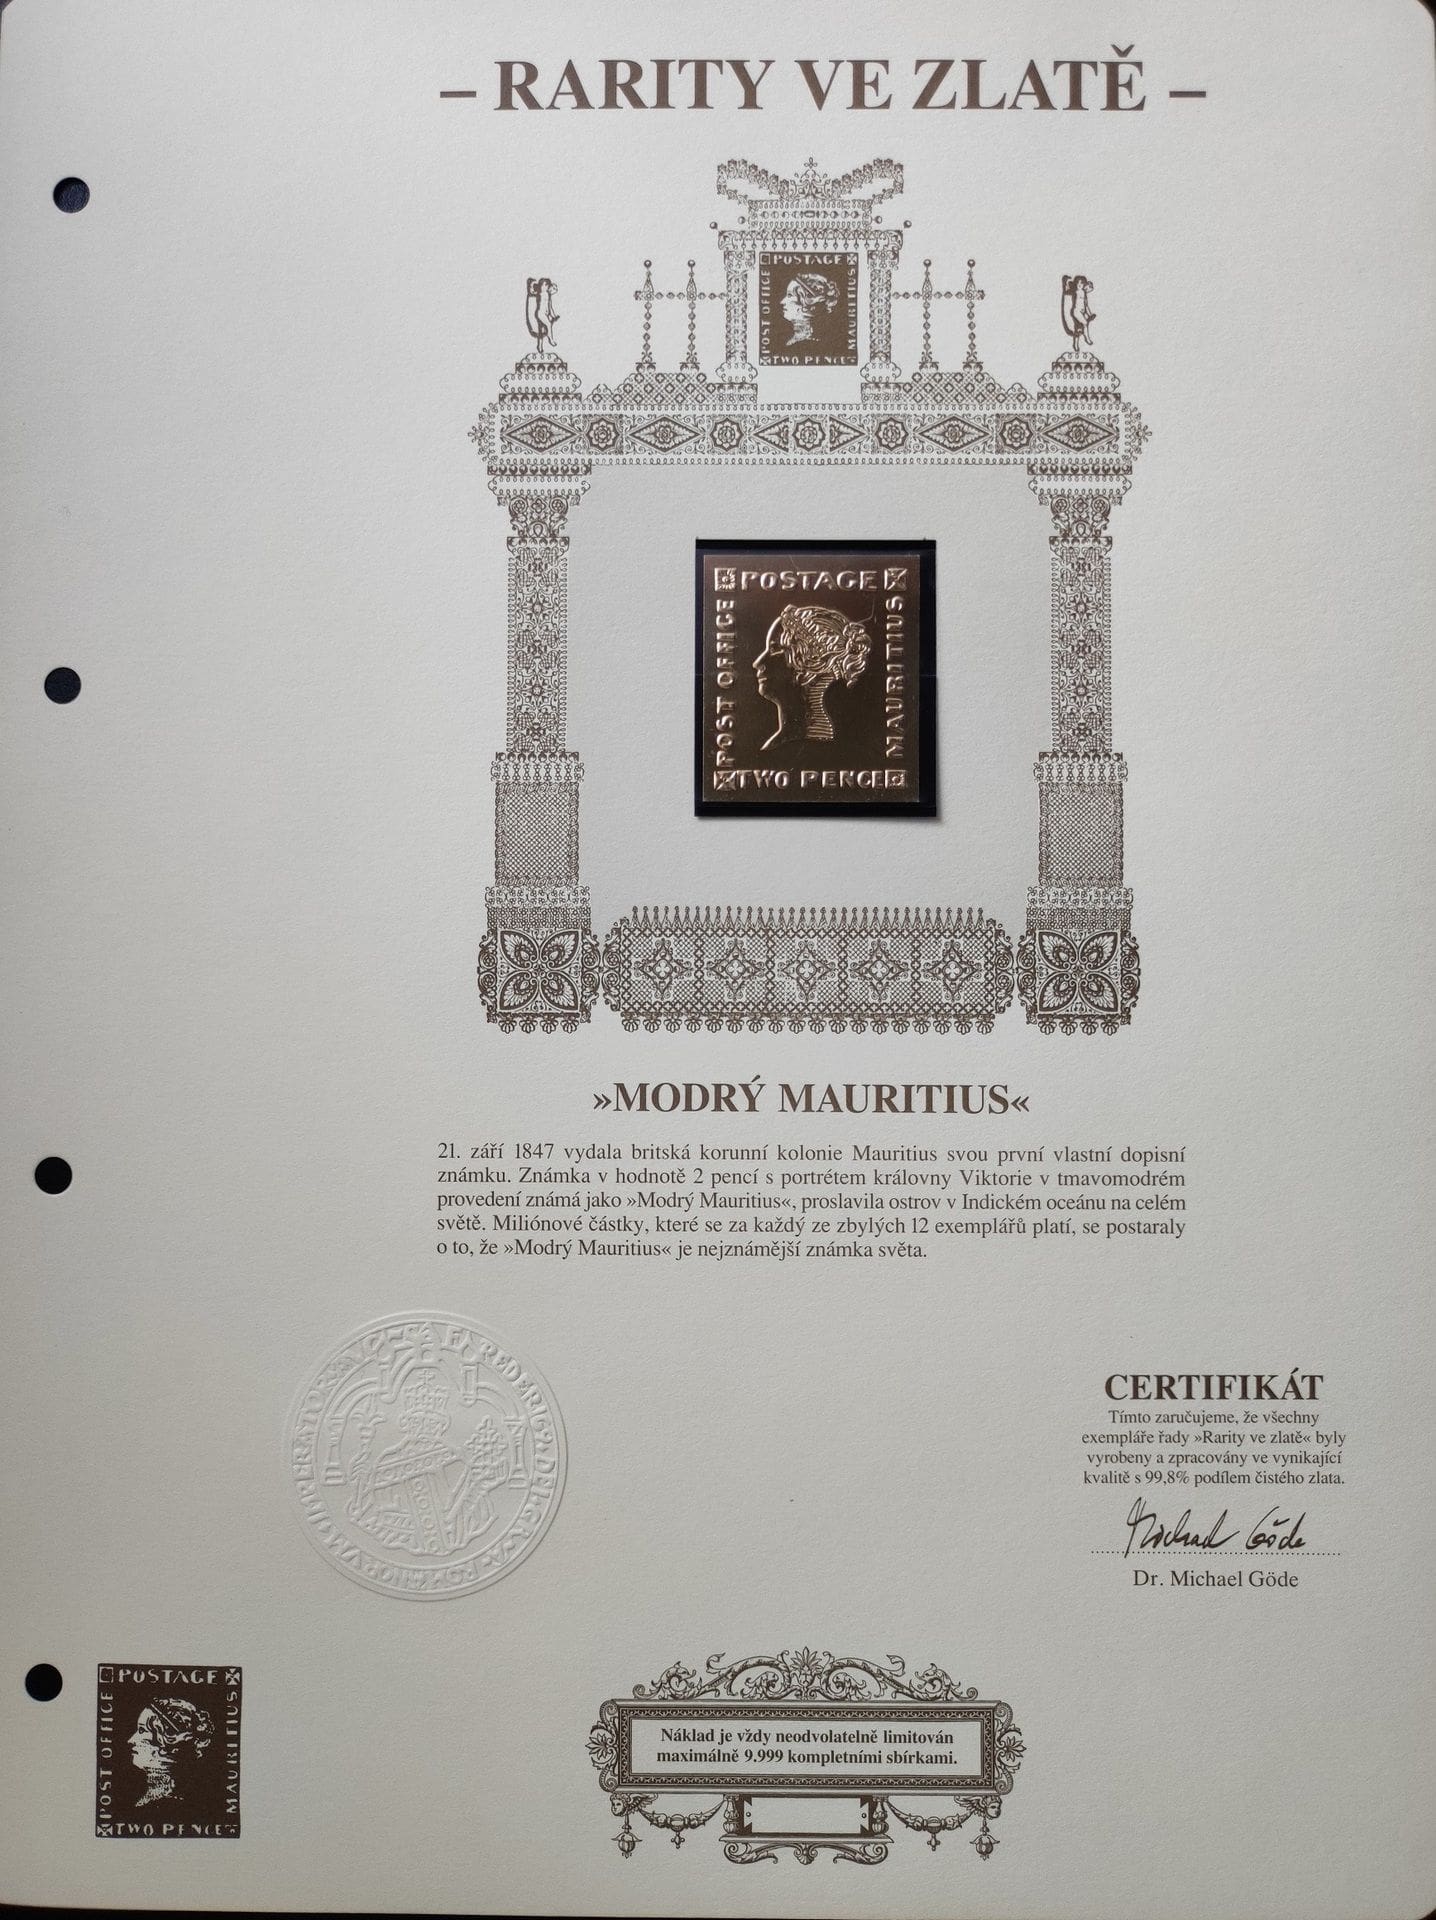 – RARITY VE ZLATĚ –
POSTAGE
POST OFFICE
MAURITIUS
TWO PENCE
POSTAGE
POST OFFICE
MAURITIUS
TWO PENCE
»MODRÝ MAURITIUS«
21. září 1847 vydala britská korunní kolonie Mauritius svou první vlastní dopisní
známku. Známka v hodnotě 2 pencí s portrétem královny Viktorie v tmavomodrém
provedení známá jako »Modrý Mauritius«, proslavila ostrov v Indickém oceánu na celém
světě. Miliónové částky, které se za každý ze zbylých 12 exemplářů platí, se postaraly
o to, že »Modrý Mauritius« je nejznámější známka světa.
CERTIFIKÁT
Tímto zaručujeme, že všechny
exempláře řady »Rarity ve zlatě« byly
vyrobeny a zpracovány ve vynikající
kvalitě s 99,8% podílem čistého zlata.
Michael Göde
Dr. Michael Göde
POSTAGE
POST OFFICE
MAURITIUS
TWO PENCE
Náklad je vždy neodvolatelně limitován
maximálně 9.999 kompletními sbírkami.